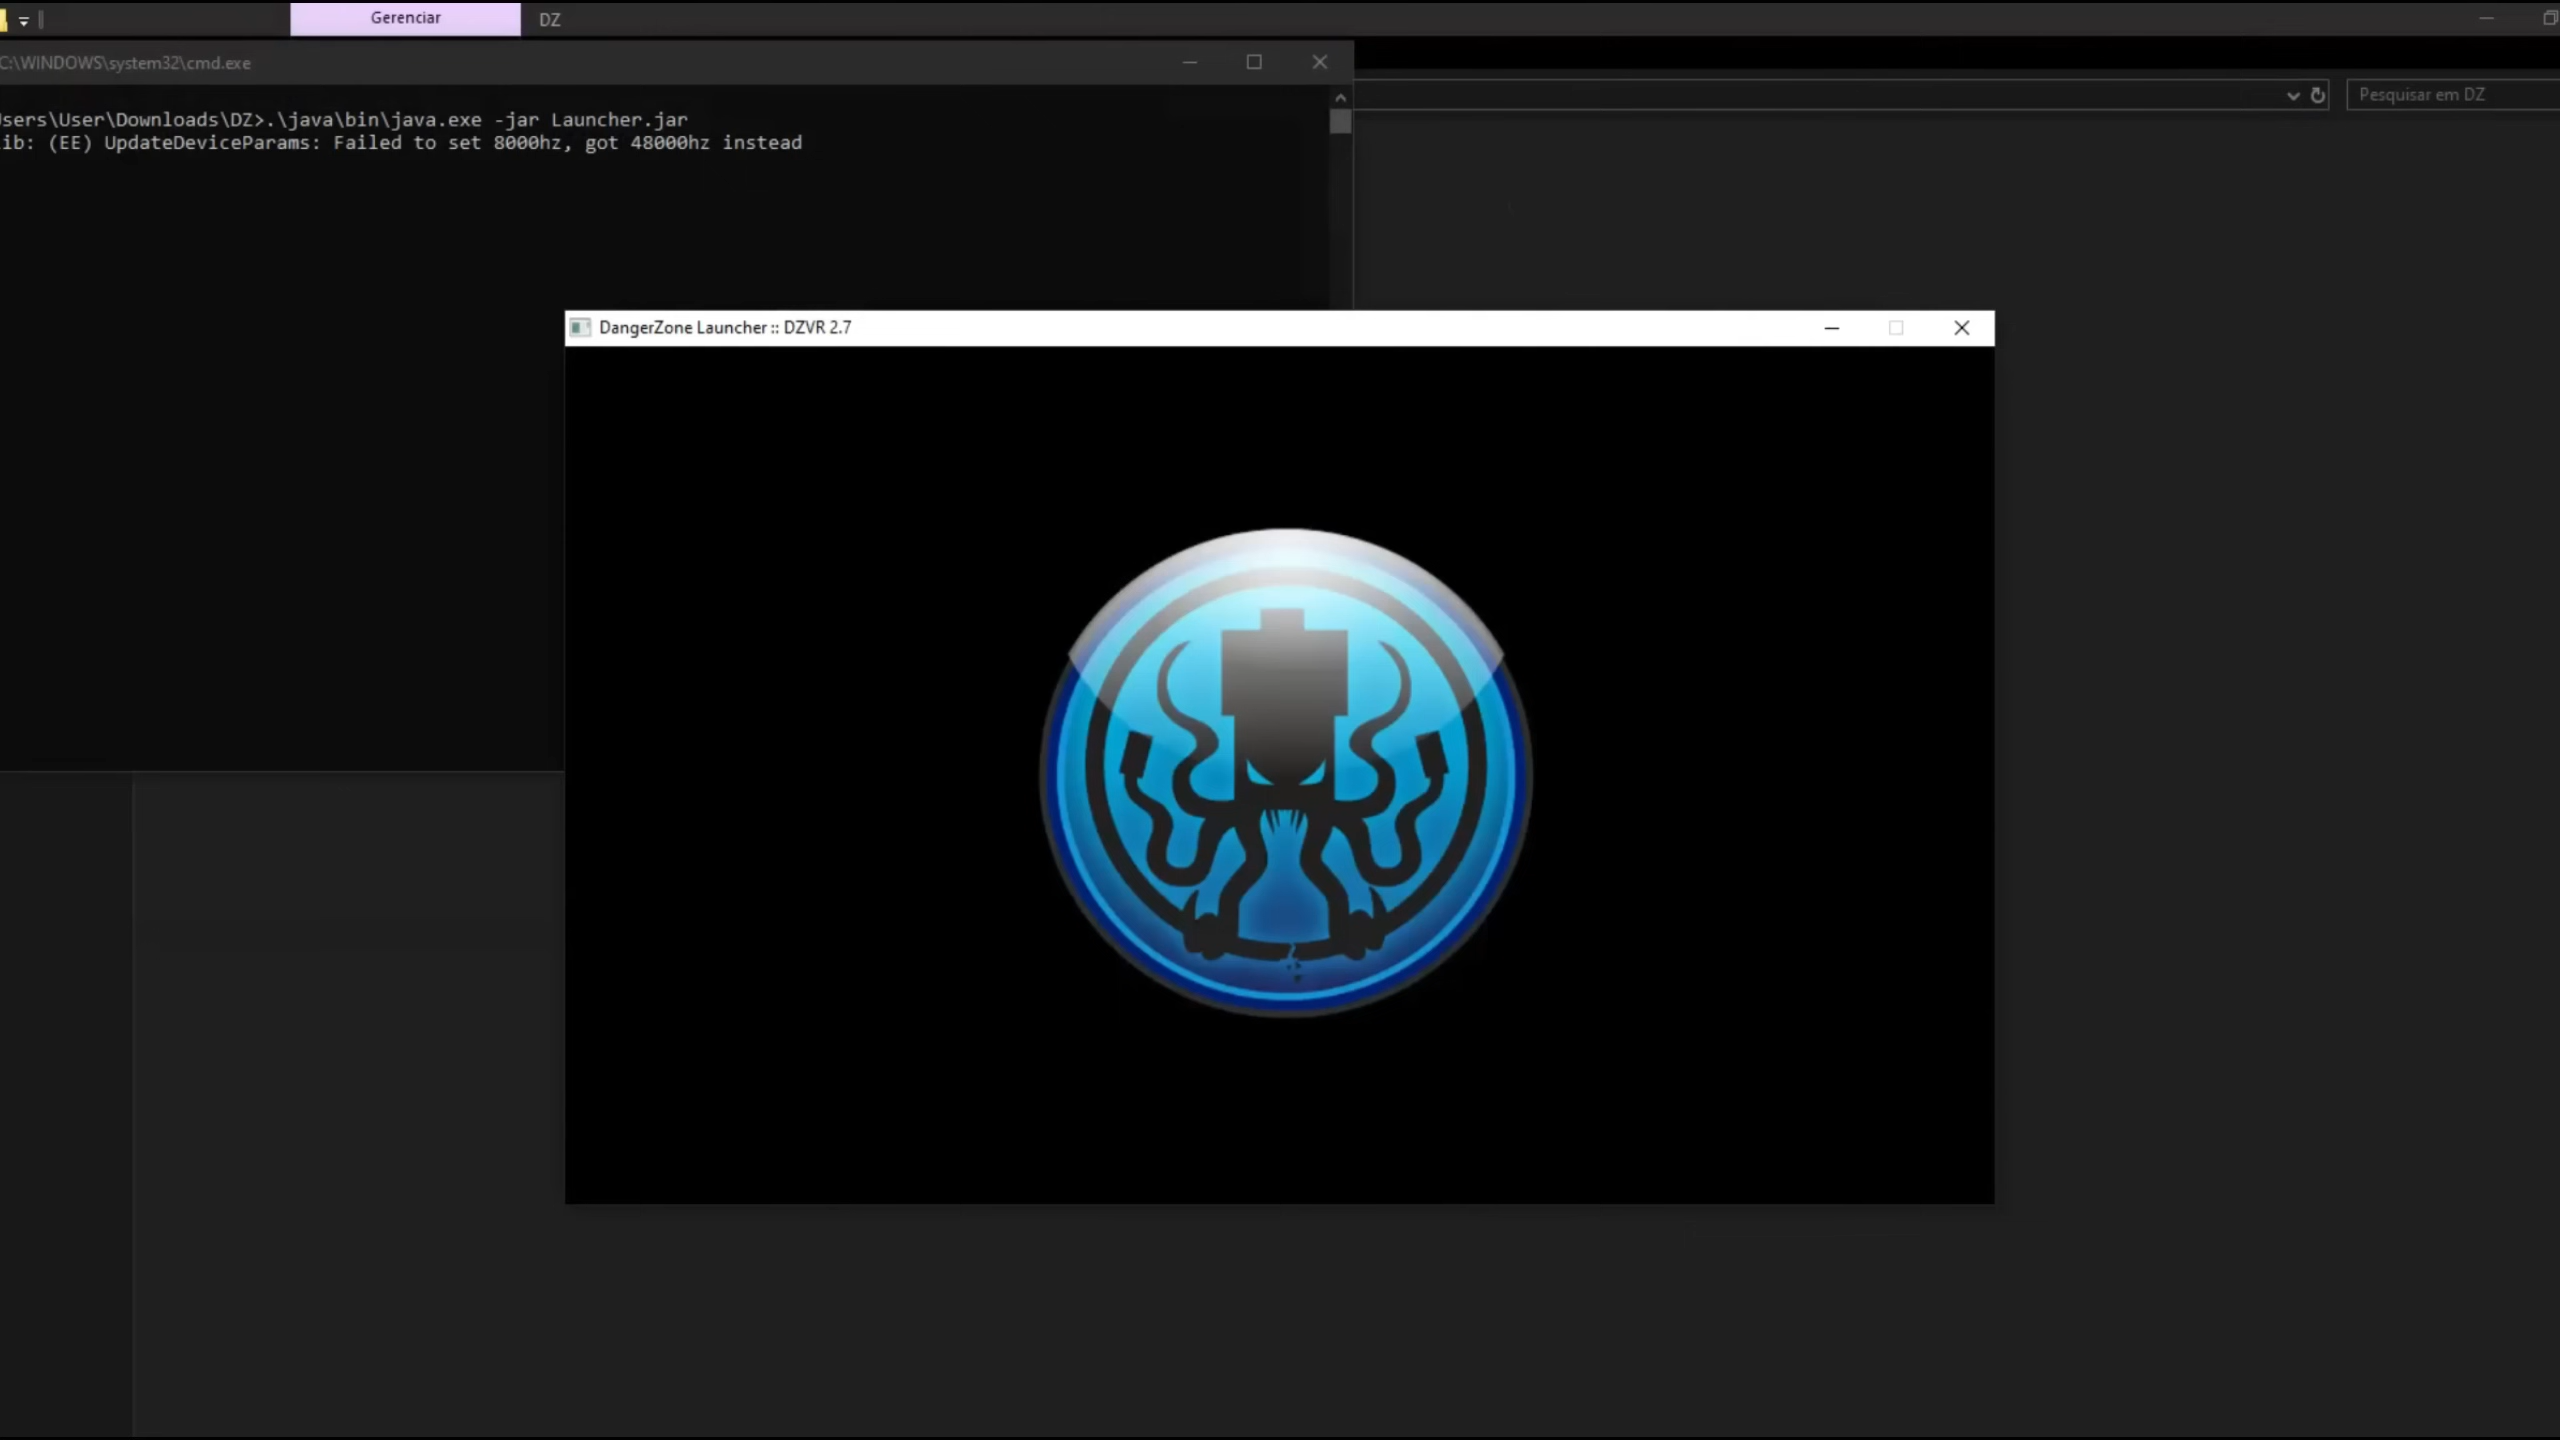 Gerenciar
DZ
C:\WINDOWS\system32\cmd.exe
sers\User\Downloads\DZ>.\java\bin\java.exe -jar Launcher.jar
ib: (EE) UpdateDeviceParams: Failed to set 8000hz, got 48000hz instead
Pesquisar em DZ
DangerZone Launcher :: DZVR 2.7